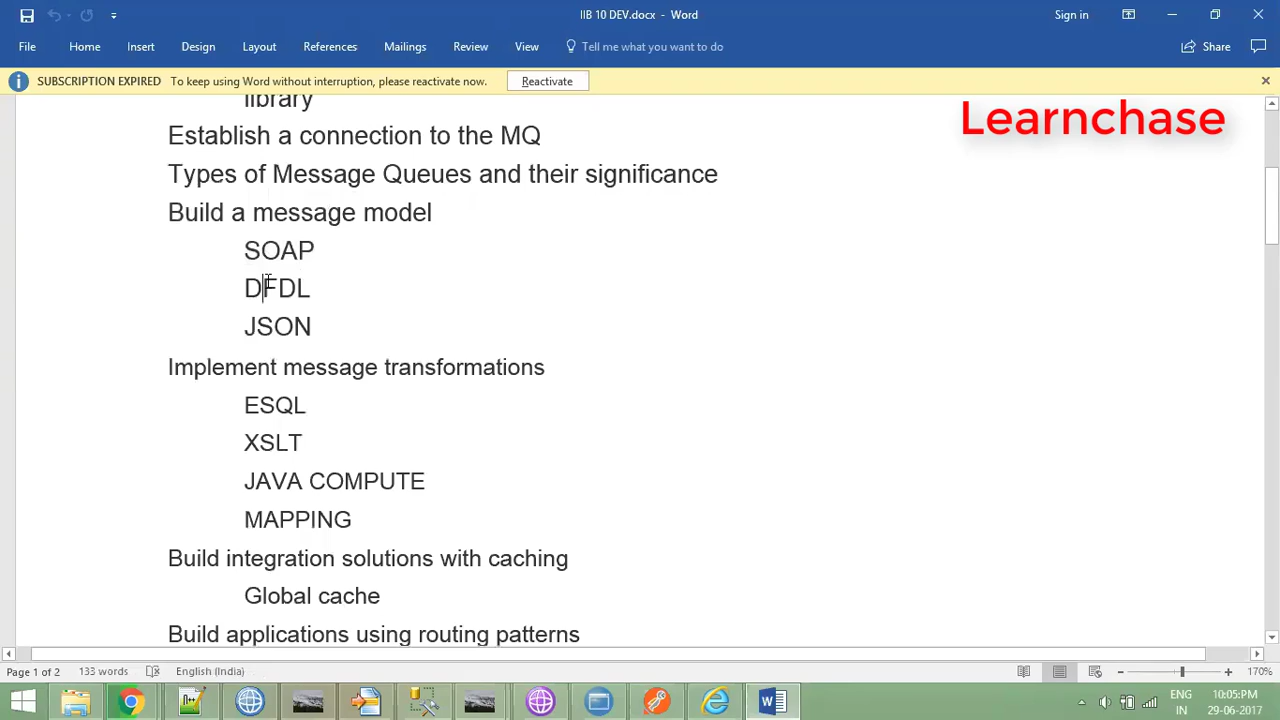 IIB 10 DEV.docx - Word
Sign in
File Home Insert Design Layout References Mailings Review View Tell me what you want to do Share
SUBSCRIPTION EXPIRED To keep using Word without interruption, please reactivate now. Reactivate
library
Learnchase
Establish a connection to the MQ
Types of Message Queues and their significance
Build a message model
SOAP
DFDL
JSON
Implement message transformations
ESQL
XSLT
JAVA COMPUTE
MAPPING
Build integration solutions with caching
Global cache
Build applications using routing patterns
Page 1 of 2 133 words English (India) 170%
ENG 10:05PM
IN 29-06-2017